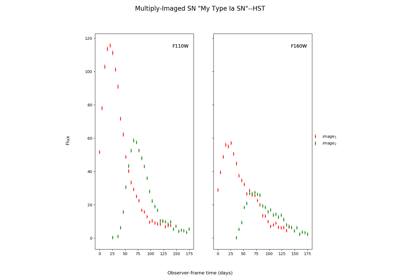 Multiply-Imaged SN "My Type Ia SN"--HST
F110W
F160W
Flux
120
100
80
60
40
20
0
image_1
image_2
0 25 50 75 100 125 150 175
0 25 50 75 100 125 150 175
Observer-frame time (days)